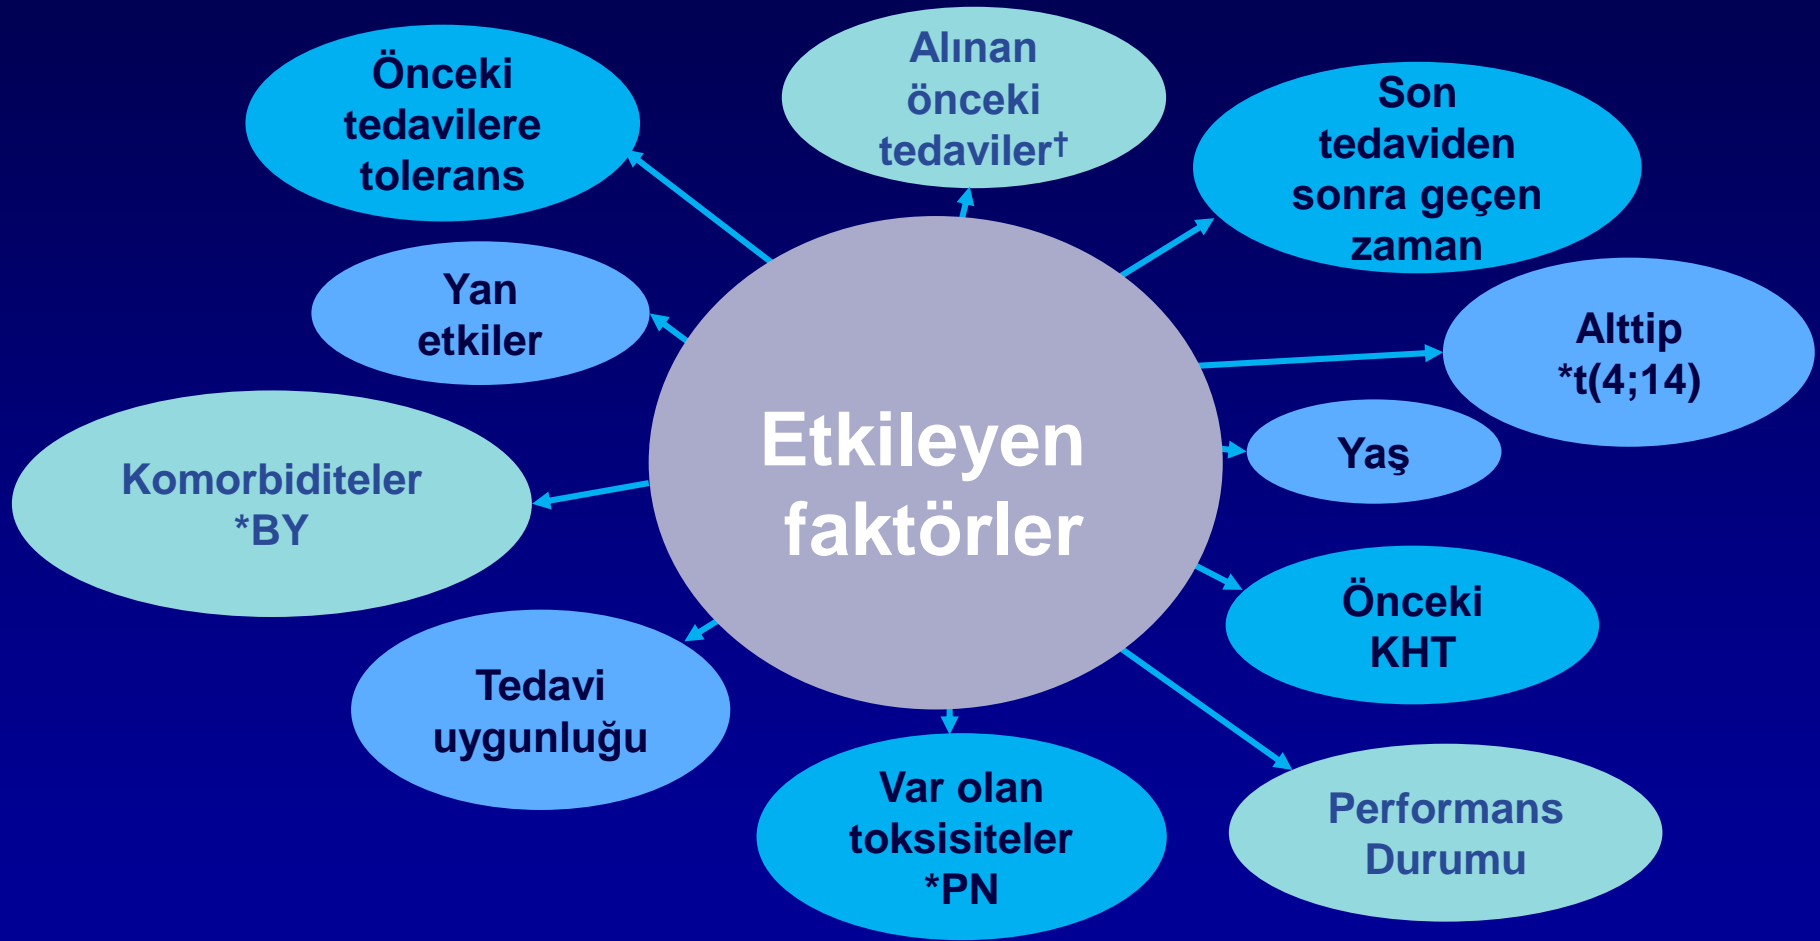 Önceki
tedavilere
tolerans
Alınan
önceki
tedaviler†
Son
tedaviden
sonra geçen
zaman
Yan
etkiler
Alttip
*t(4;14)
Etkileyen
faktörler
Yaş
Komorbiditeler
*BY
Önceki
KHT
Tedavi
uygunluğu
Var olan
toksisiteler
*PN
Performans
Durumu